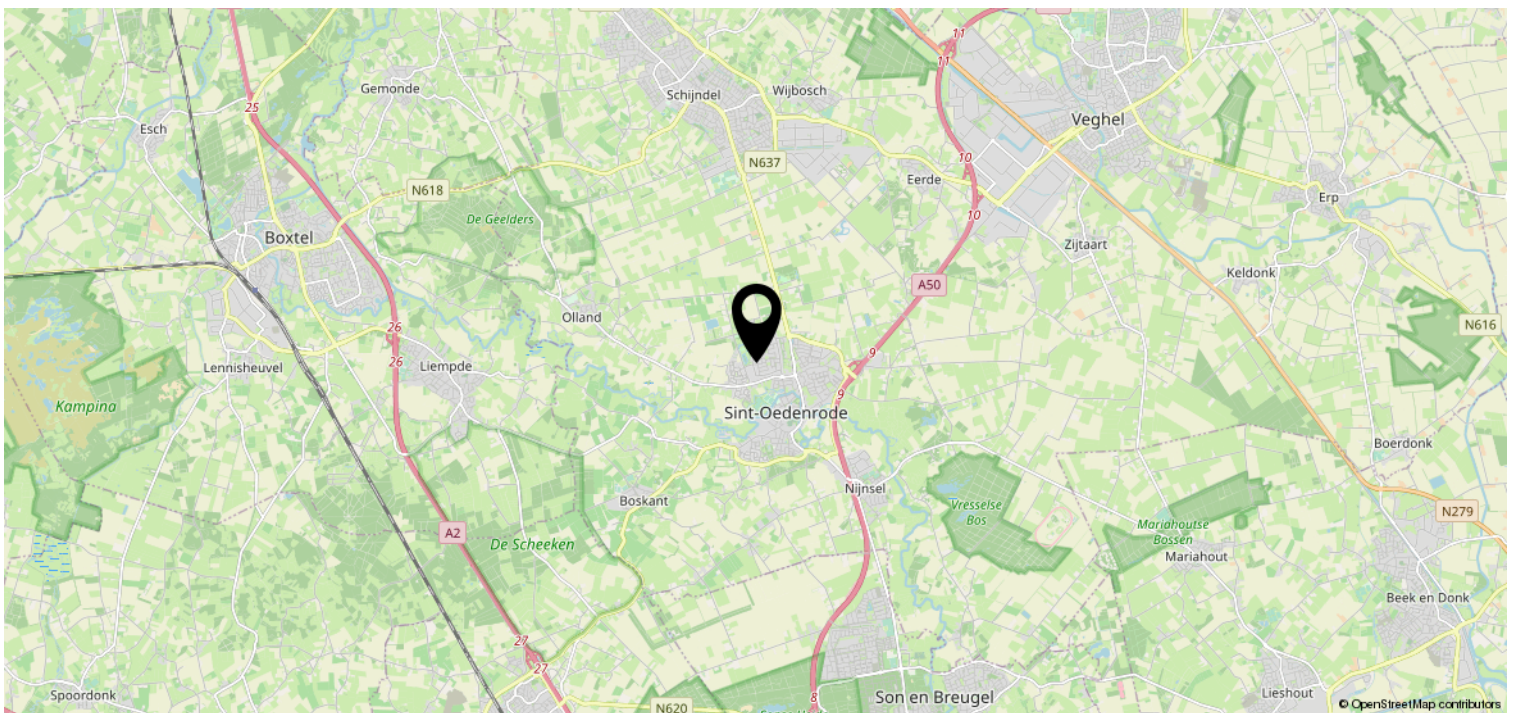 11
11
Gemonde
Schijndel
Wijbosch
25
Esch
Veghel
10
N637
Eerde
N618
Erp
De Geelders
10
Boxtel
Zijtaart
Keldonk
A50
Olland
26
N616
9
26
Liempde
Lennisheuvel
9
Kampina
Sint-Oedenrode
Boerdonk
Nijnsel
Boskant
Vresselse
Bos
N279
A2
Mariahoutse
Bossen
De Scheeken
Mariahout
Beek en Donk
27
27
Spoordonk
8
Son en Breugel
Lieshout
N620
© OpenStreetMap contributors